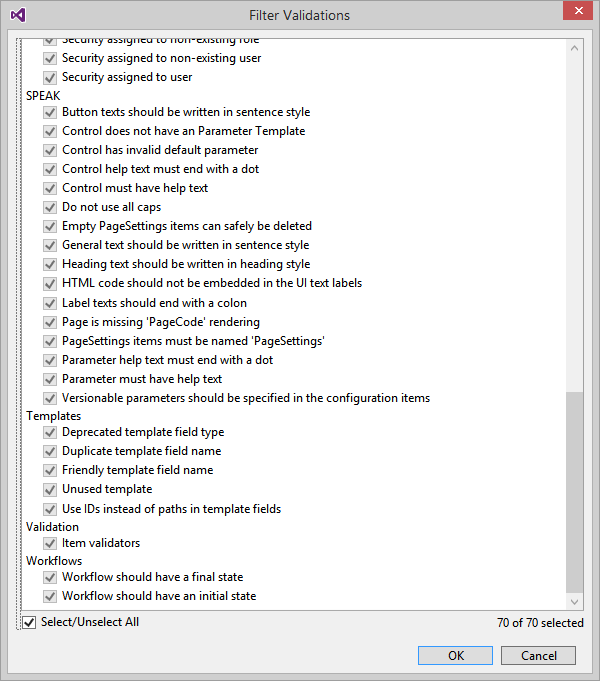 Filter Validations
Security assigned to non-existing role
Security assigned to non-existing user
Security assigned to user
SPEAK
Button texts should be written in sentence style
Control does not have an Parameter Template
Control has invalid default parameter
Control help text must end with a dot
Control must have help text
Do not use all caps
Empty PageSettings items can safely be deleted
General text should be written in sentence style
Heading text should be written in heading style
HTML code should not be embedded in the UI text labels
Label texts should end with a colon
Page is missing 'PageCode' rendering
PageSettings items must be named 'PageSettings'
Parameter help text must end with a dot
Parameter must have help text
Versionable parameters should be specified in the configuration items
Templates
Deprecated template field type
Duplicate template field name
Friendly template field name
Unused template
Use IDs instead of paths in template fields
Validation
Item validators
Workflows
Workflow should have a final state
Workflow should have an initial state
Select/Unselect All
70 of 70 selected
OK
Cancel